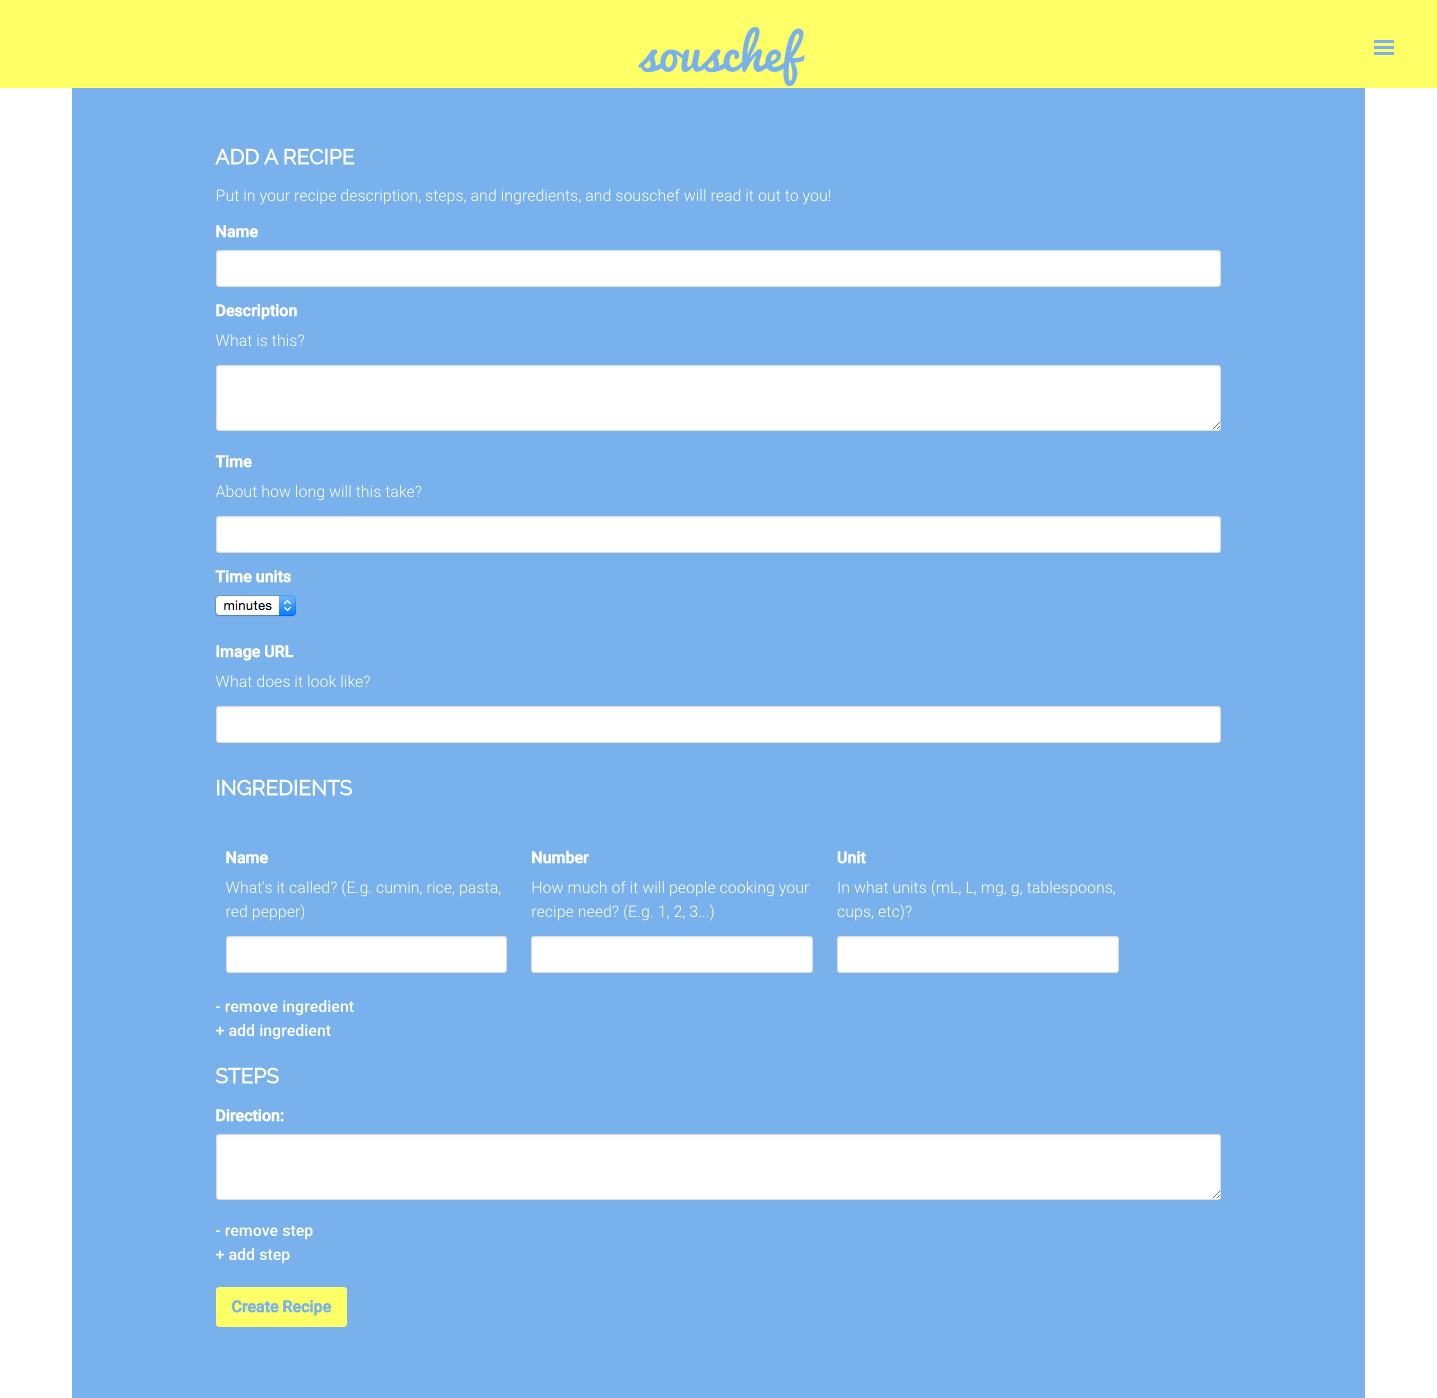 souschef
ADD A RECIPE
Put in your recipe description, steps, and ingredients, and souschef will read it out to you!
Name
Description
What is this?
Time
About how long will this take?
Time units
minutes
Image URL
What does it look like?
INGREDIENTS
Name
What's it called? (E.g. cumin, rice, pasta,
red pepper)
Number
How much of it will people cooking your
recipe need? (E.g. 1, 2, 3...)
Unit
In what units (mL, L, mg, g, tablespoons,
cups, etc)?
- remove ingredient
+ add ingredient
STEPS
Direction:
- remove step
+ add step
Create Recipe